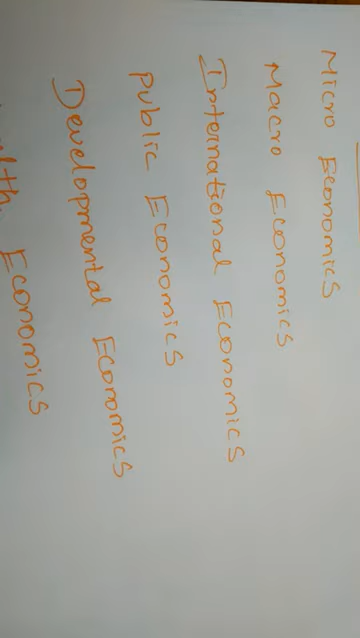 Micro Economics
Macro Economics
International Economics
Public Economics
Developmental Economics
Economics